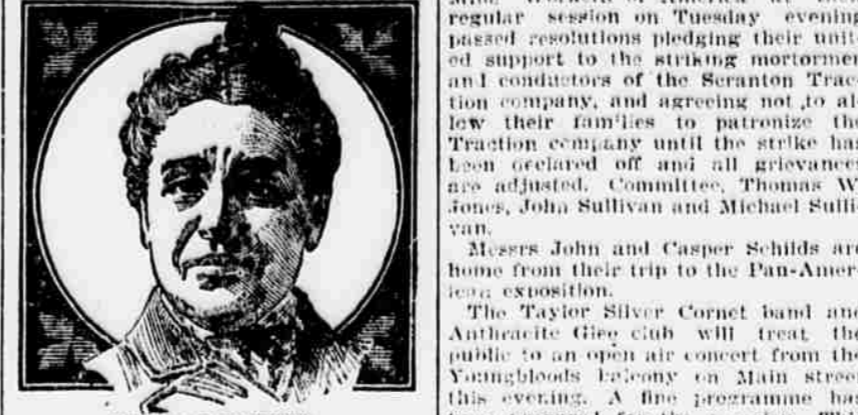 regular session on Tuesday evening
passed resolutions pledging their unit-
ed support to the striking mortormen
and conductors of the Scranton Trac-
tion company, and agreeing not to al-
low their fam'lies to patronize the
Traction company until the strike has
been declared off and all grievances
are adjusted. Committee, Thomas W.
Jones, John Sullivan and Michael Sulli-
van.
Messrs John and Casper Schilds are
home from their trip to the Pan-Amer-
ican exposition.
The Taylor Silver Cornet band and
Anthracite Glee club will treat the
public to an open air concert from the
Youngbloods balcony on Main street
this evening. A fine programme has